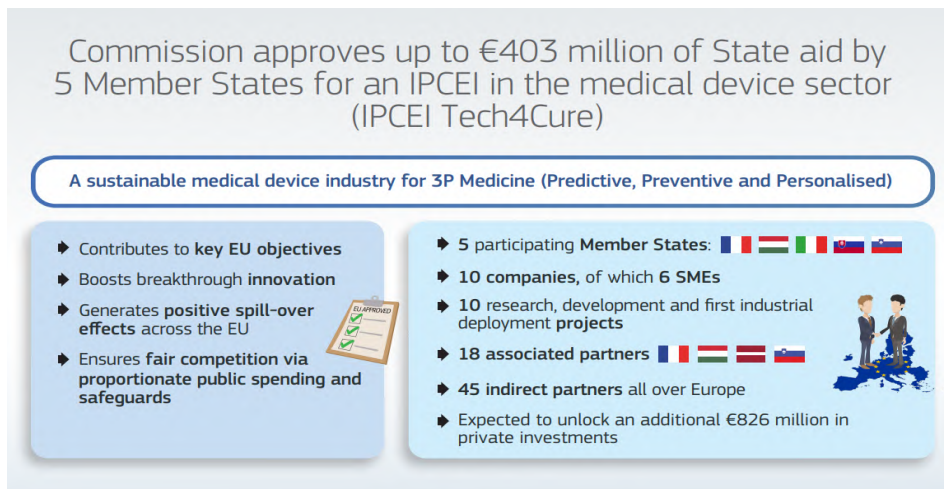 Commission approves up to €403 million of State aid by
5 Member States for an IPCEI in the medical device sector
(IPCEI Tech4Cure)
A sustainable medical device industry for 3P Medicine (Predictive, Preventive and Personalised)
Contributes to key EU objectives
Boosts breakthrough innovation
Generates positive spill-over
effects across the EU
Ensures fair competition via
proportionate public spending and
safeguards
EU APPROVED
5 participating Member States:
10 companies, of which 6 SMEs
10 research, development and first industrial
deployment projects
18 associated partners
45 indirect partners all over Europe
Expected to unlock an additional €826 million in
private investments